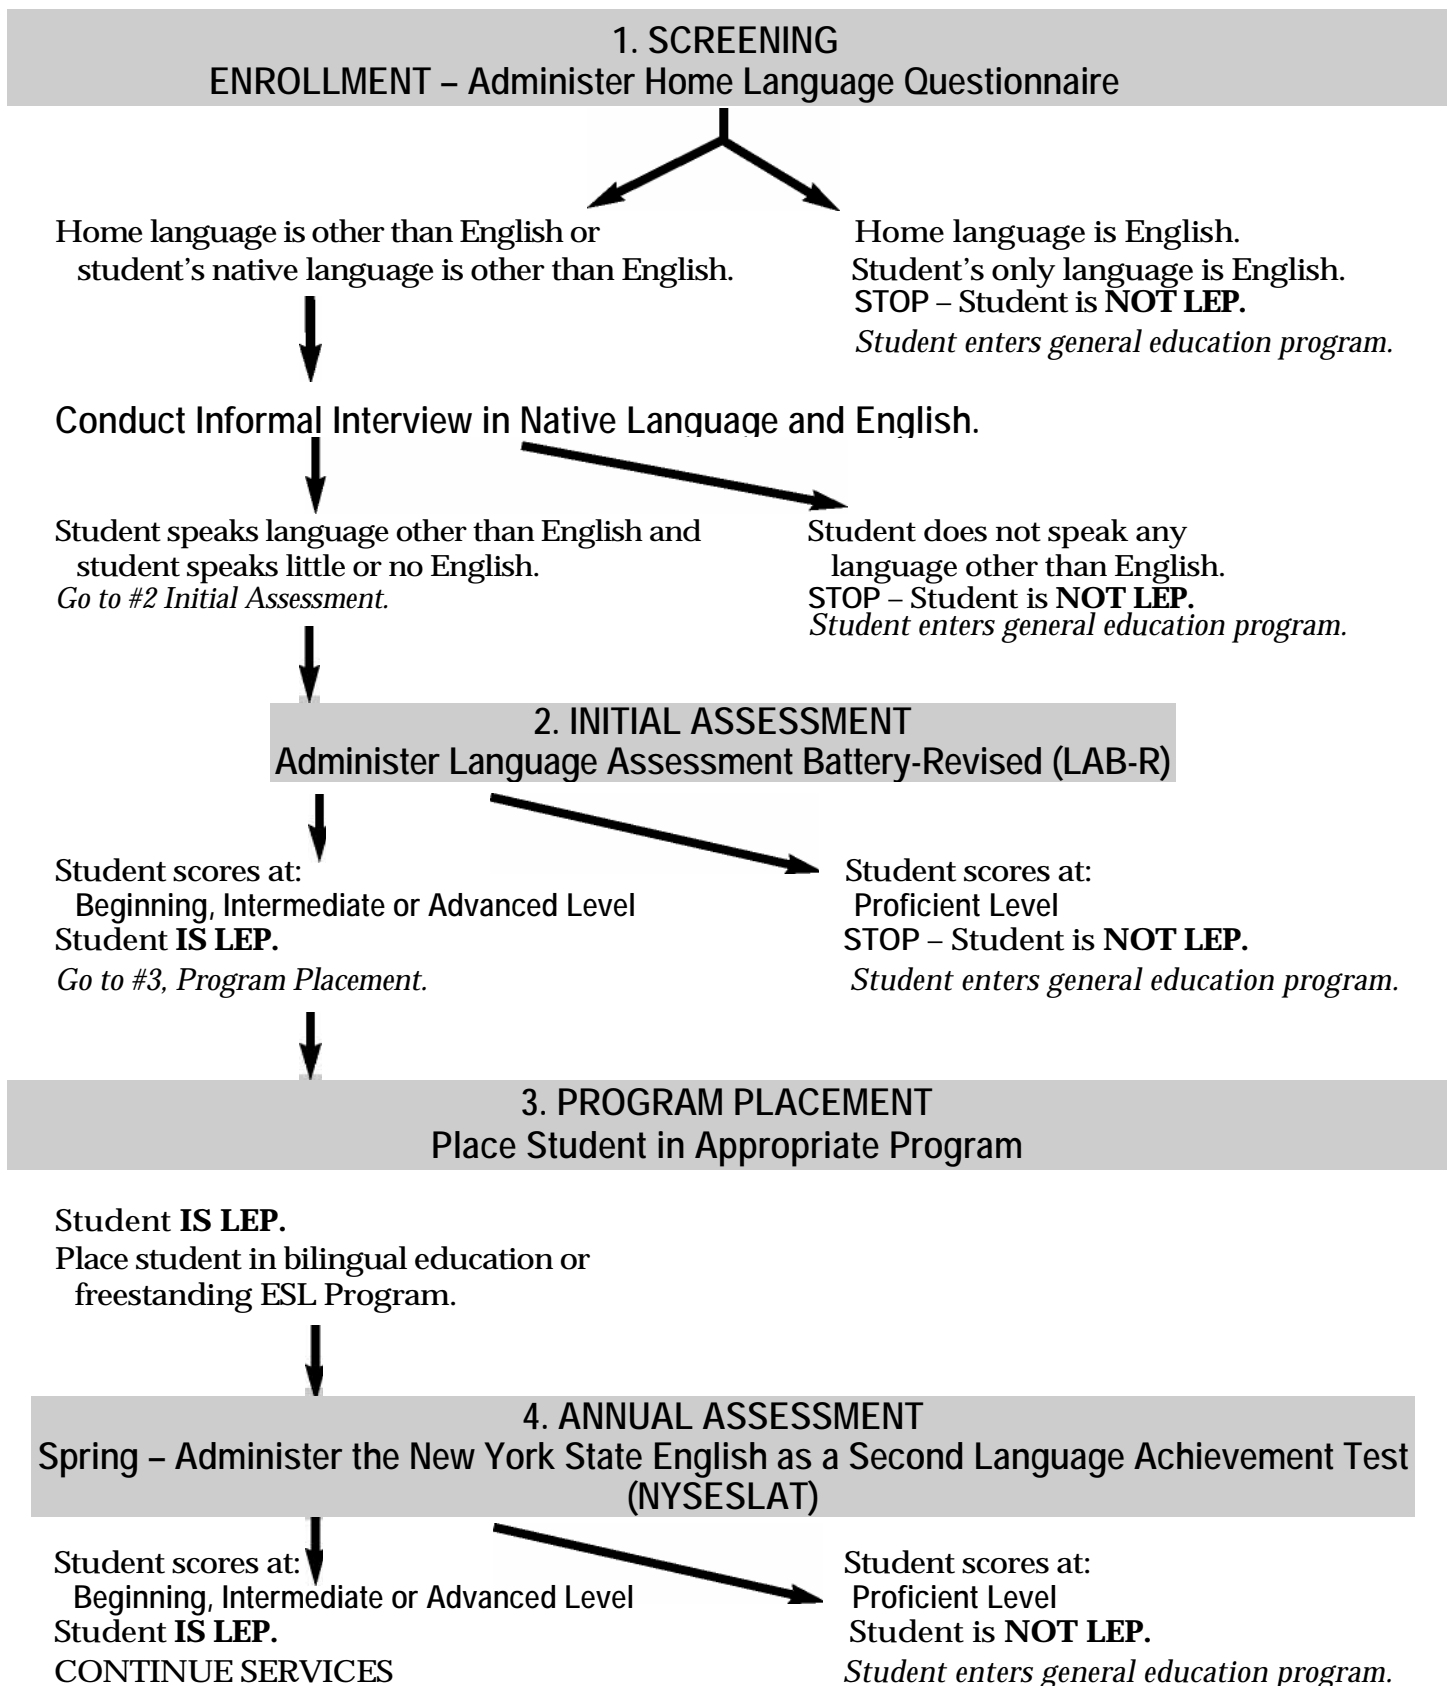 1. SCREENING
ENROLLMENT – Administer Home Language Questionnaire
Home language is other than English or
student's native language is other than English.
Home language is English.
Student's only language is English.
STOP – Student is NOT LEP.
Student enters general education program.
Conduct Informal Interview in Native Language and English.
Student speaks language other than English and
student speaks little or no English.
Go to #2 Initial Assessment.
Student does not speak any
language other than English.
STOP – Student is NOT LEP.
Student enters general education program.
2. INITIAL ASSESSMENT
Administer Language Assessment Battery-Revised (LAB-R)
Student scores at:
Beginning, Intermediate or Advanced Level
Student IS LEP.
Go to #3, Program Placement.
Student scores at:
Proficient Level
STOP – Student is NOT LEP.
Student enters general education program.
3. PROGRAM PLACEMENT
Place Student in Appropriate Program
Student IS LEP.
Place student in bilingual education or
freestanding ESL Program.
4. ANNUAL ASSESSMENT
Spring – Administer the New York State English as a Second Language Achievement Test
(NYSESLAT)
Student scores at:
Beginning, Intermediate or Advanced Level
Student IS LEP.
CONTINUE SERVICES
Student scores at:
Proficient Level
Student is NOT LEP.
Student enters general education program.